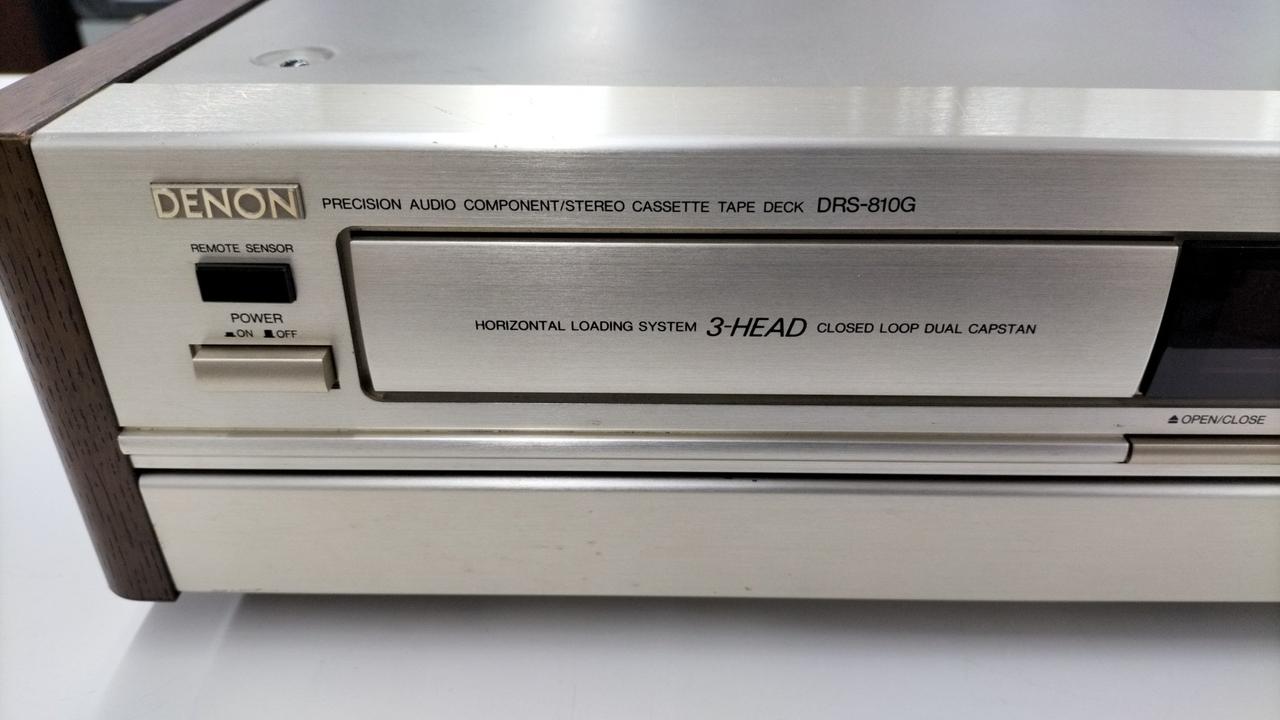 DENON PRECISION AUDIO COMPONENT/STEREO CASSETTE TAPE DECK DRS-810G
REMOTE SENSOR
POWER
ON OFF
HORIZONTAL LOADING SYSTEM 3-HEAD CLOSED LOOP DUAL CAPSTAN
OPEN/CLOSE